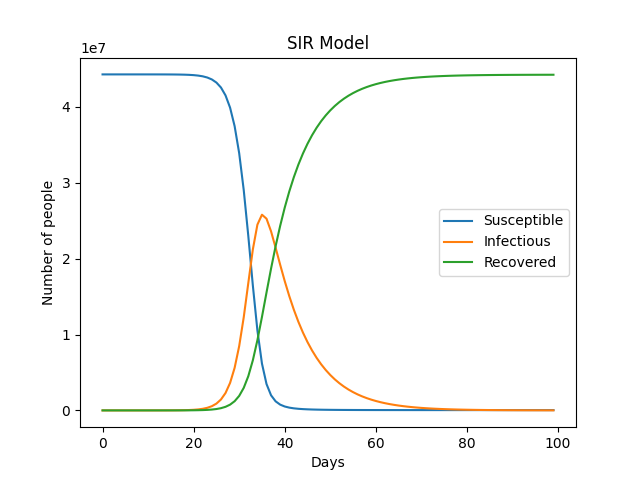 SIR Model
1e7
4
3
2
1
0
Number of people
Susceptible
Infectious
Recovered
0 20 40 60 80 100
Days